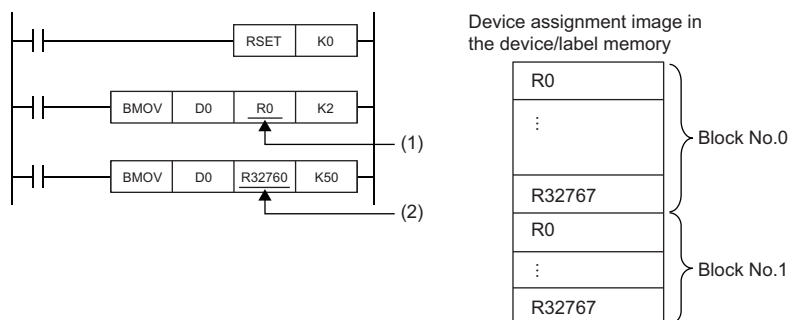 RSET K0
BMOV D0 R0 K2
(1)
BMOV D0 R32760 K50
(2)
Device assignment image in
the device/label memory
R0
⋮
R32767
Block No.0
R0
⋮
R32767
Block No.1